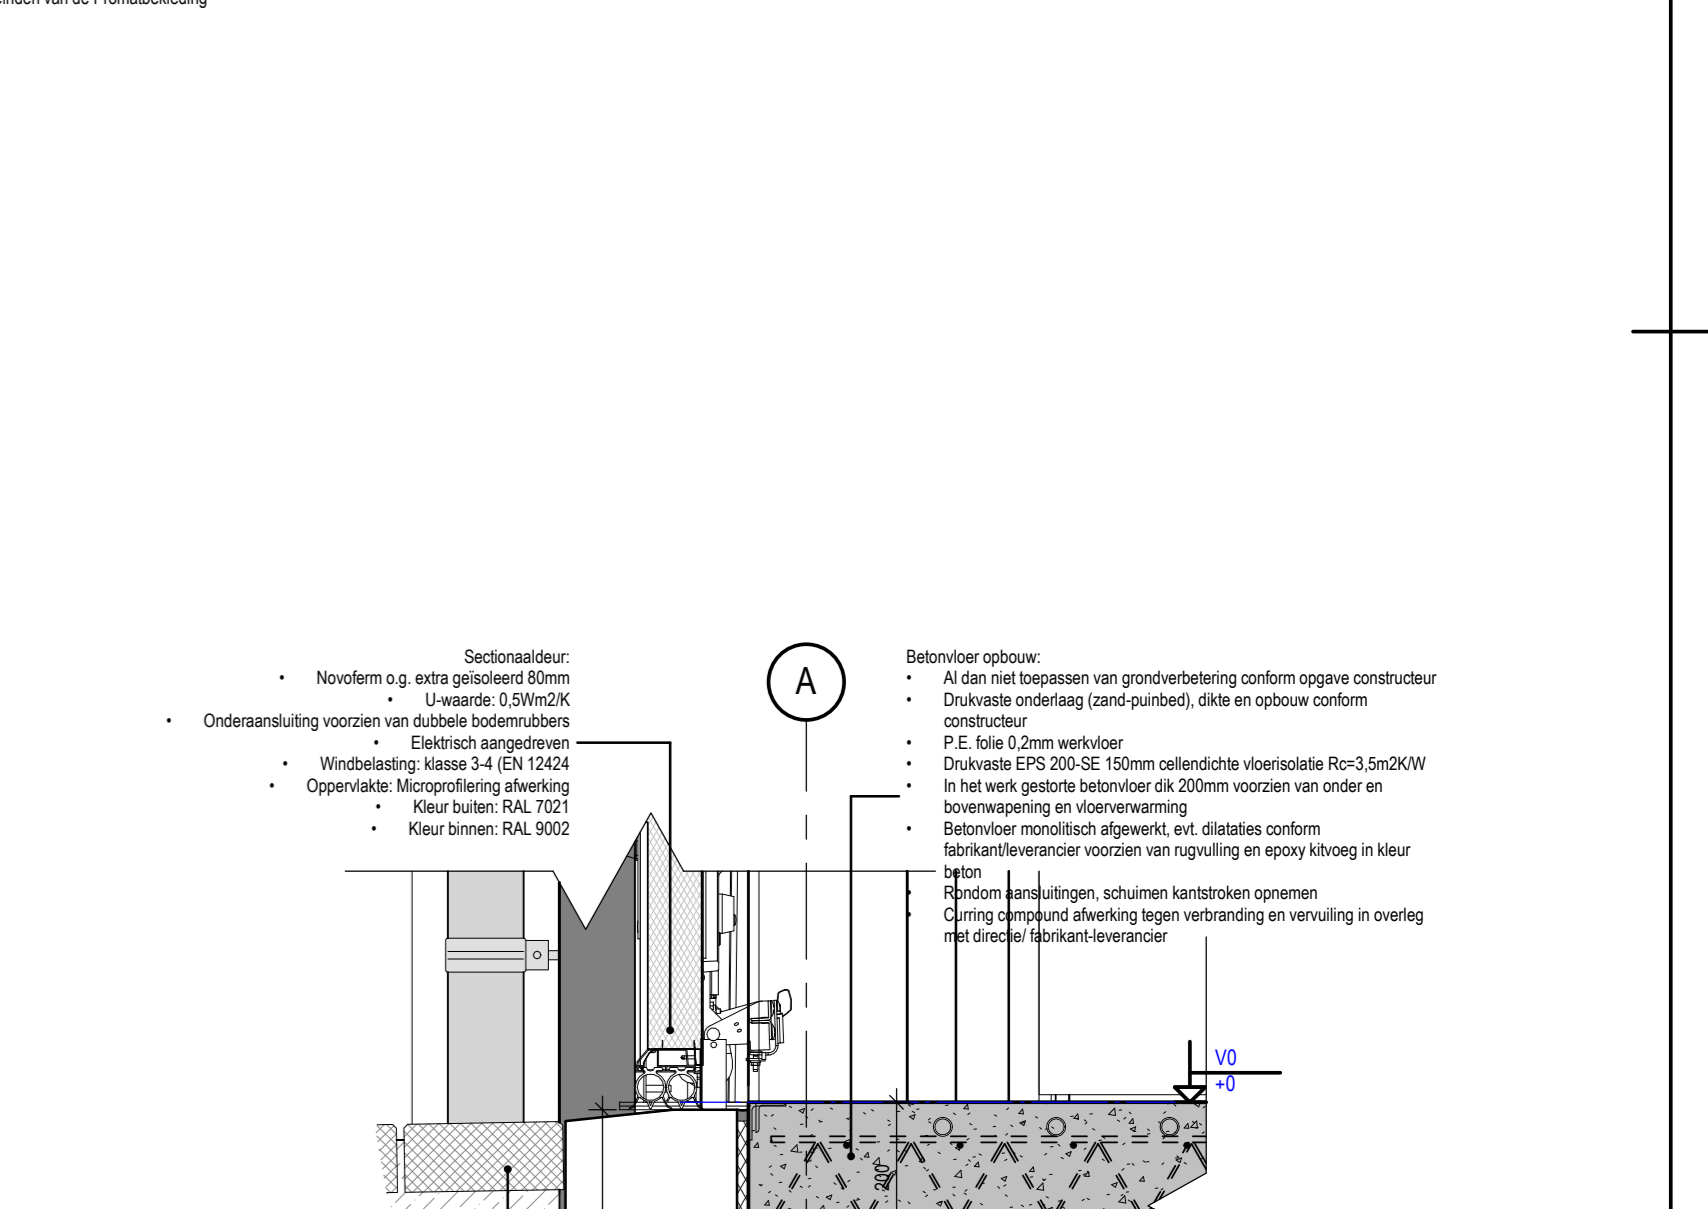 van de Promatbekleding
Sectionaaldeur:
• Novoferm o.g. extra geïsoleerd 80mm
• U-waarde: 0,5Wm2/K
• Onderaansluiting voorzien van dubbele bodemrubbers
• Elektrisch aangedreven
• Windbelasting: klasse 3-4 (EN 12424
• Oppervlakte: Microprofilering afwerking
• Kleur buiten: RAL 7021
• Kleur binnen: RAL 9002
A
Betonvloer opbouw:
• Al dan niet toepassen van grondverbetering conform opgave constructeur
• Drukvaste onderlaag (zand-puinbed), dikte en opbouw conform
constructeur
• P.E. folie 0,2mm werkvloer
• Drukvaste EPS 200-SE 150mm cellendichte vloerisolatie Rc=3,5m2K/W
• In het werk gestorte betonvloer dik 200mm voorzien van onder en
bovenwapening en vloerverwarming
• Betonvloer monolitisch afgewerkt, evt. dilataties conform
fabrikant/leverancier voorzien van rugvulling en epoxy kitvoeg in kleur
beton
• Rondom aansluitingen, schuimen kantstroken opnemen
• Curring compound afwerking tegen verbranding en vervuiling in overleg
met directie/ fabrikant-leverancier
V0
+0
200